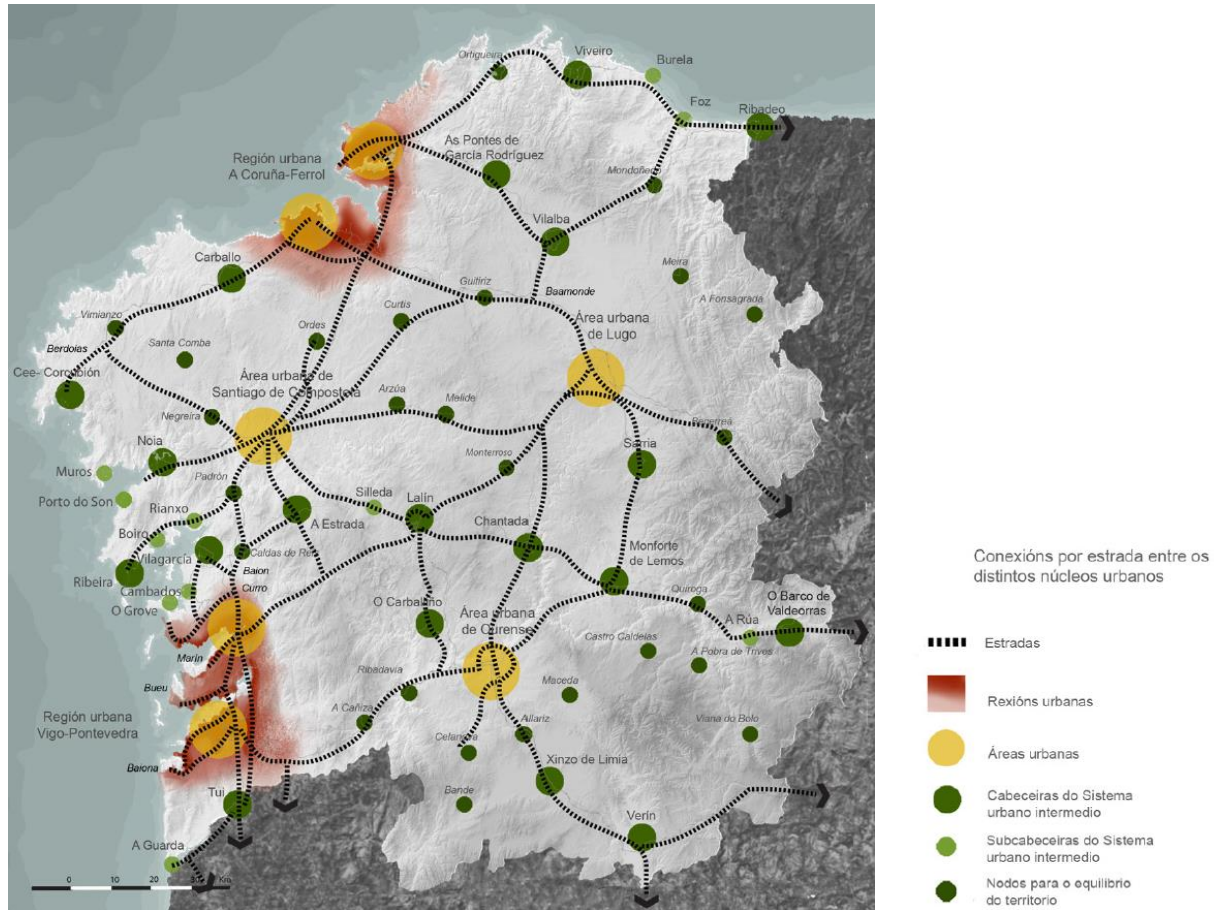 Ortigueira
Viveiro
Burela
Foz
Ribadeo
As Pontes de
García Rodríguez
Región urbana
A Coruña-Ferrol
Mondoñedo
Vilalba
Carballo
Meira
Guitiriz
Baamonde
A Fonsagrada
Vimianzo
Curtis
Ordes
Área urbana
de Lugo
Berdoias
Santa Comba
Cee- Corcubión
Área urbana de
Santiago de Compostela
Arzúa
Melide
Negreira
Becerreá
Noia
Sarria
Monterroso
Muros
Padrón
Porto do Son
Silleda
Lalín
Rianxo
A Estrada
Chantada
Boiro
Vilagarcía
Caldas de Reis
Monforte
de Lemos
Ribeira
Baion
Cambados
Curro
Quiroga
O Barco de
Valdeorras
O Grove
O Carballiño
Área urbana
de Ourense
A Rúa
Castro Caldelas
A Pobra de Trives
Marín
Ribadavia
Bueu
Maceda
A Cañiza
Viana do Bolo
Región urbana
Vigo-Pontevedra
Allariz
Celanova
Baiona
Xinzo de Limia
Tui
Bande
Verín
A Guarda
0 10 20 30 Km
Conexións por estrada entre os
distintos núcleos urbanos
Estradas
Rexións urbanas
Áreas urbanas
Cabeceiras do Sistema
urbano intermedio
Subcabeceiras do Sistema
urbano intermedio
Nodos para o equilibrio
do territorio